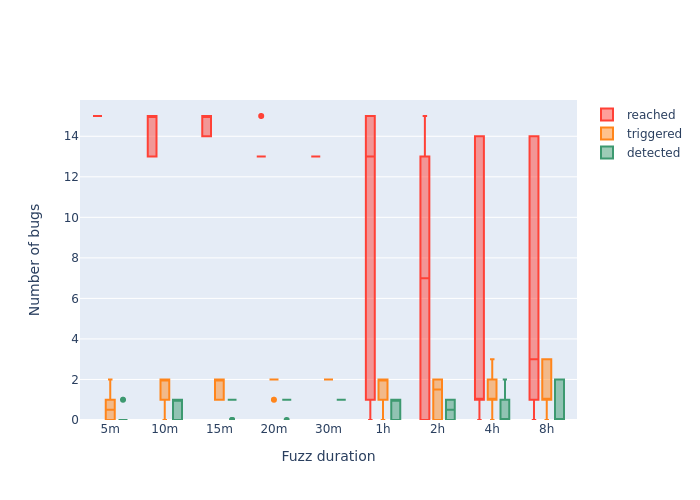 reached
triggered
detected
Number of bugs
14
12
10
8
6
4
2
0
5m 10m 15m 20m 30m 1h 2h 4h 8h
Fuzz duration